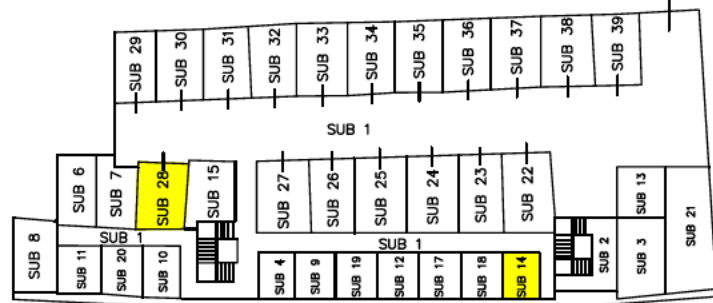 SUB 29
SUB 30
SUB 31
SUB 32
SUB 33
SUB 34
SUB 35
SUB 36
SUB 37
SUB 38
SUB 39
SUB 1
SUB 6
SUB 7
SUB 28
SUB 15
SUB 27
SUB 26
SUB 25
SUB 24
SUB 23
SUB 22
SUB 13
SUB 21
SUB 8
SUB 1
SUB 1
SUB 2
SUB 3
SUB 11
SUB 20
SUB 10
SUB 4
SUB 9
SUB 19
SUB 12
SUB 17
SUB 18
SUB 14